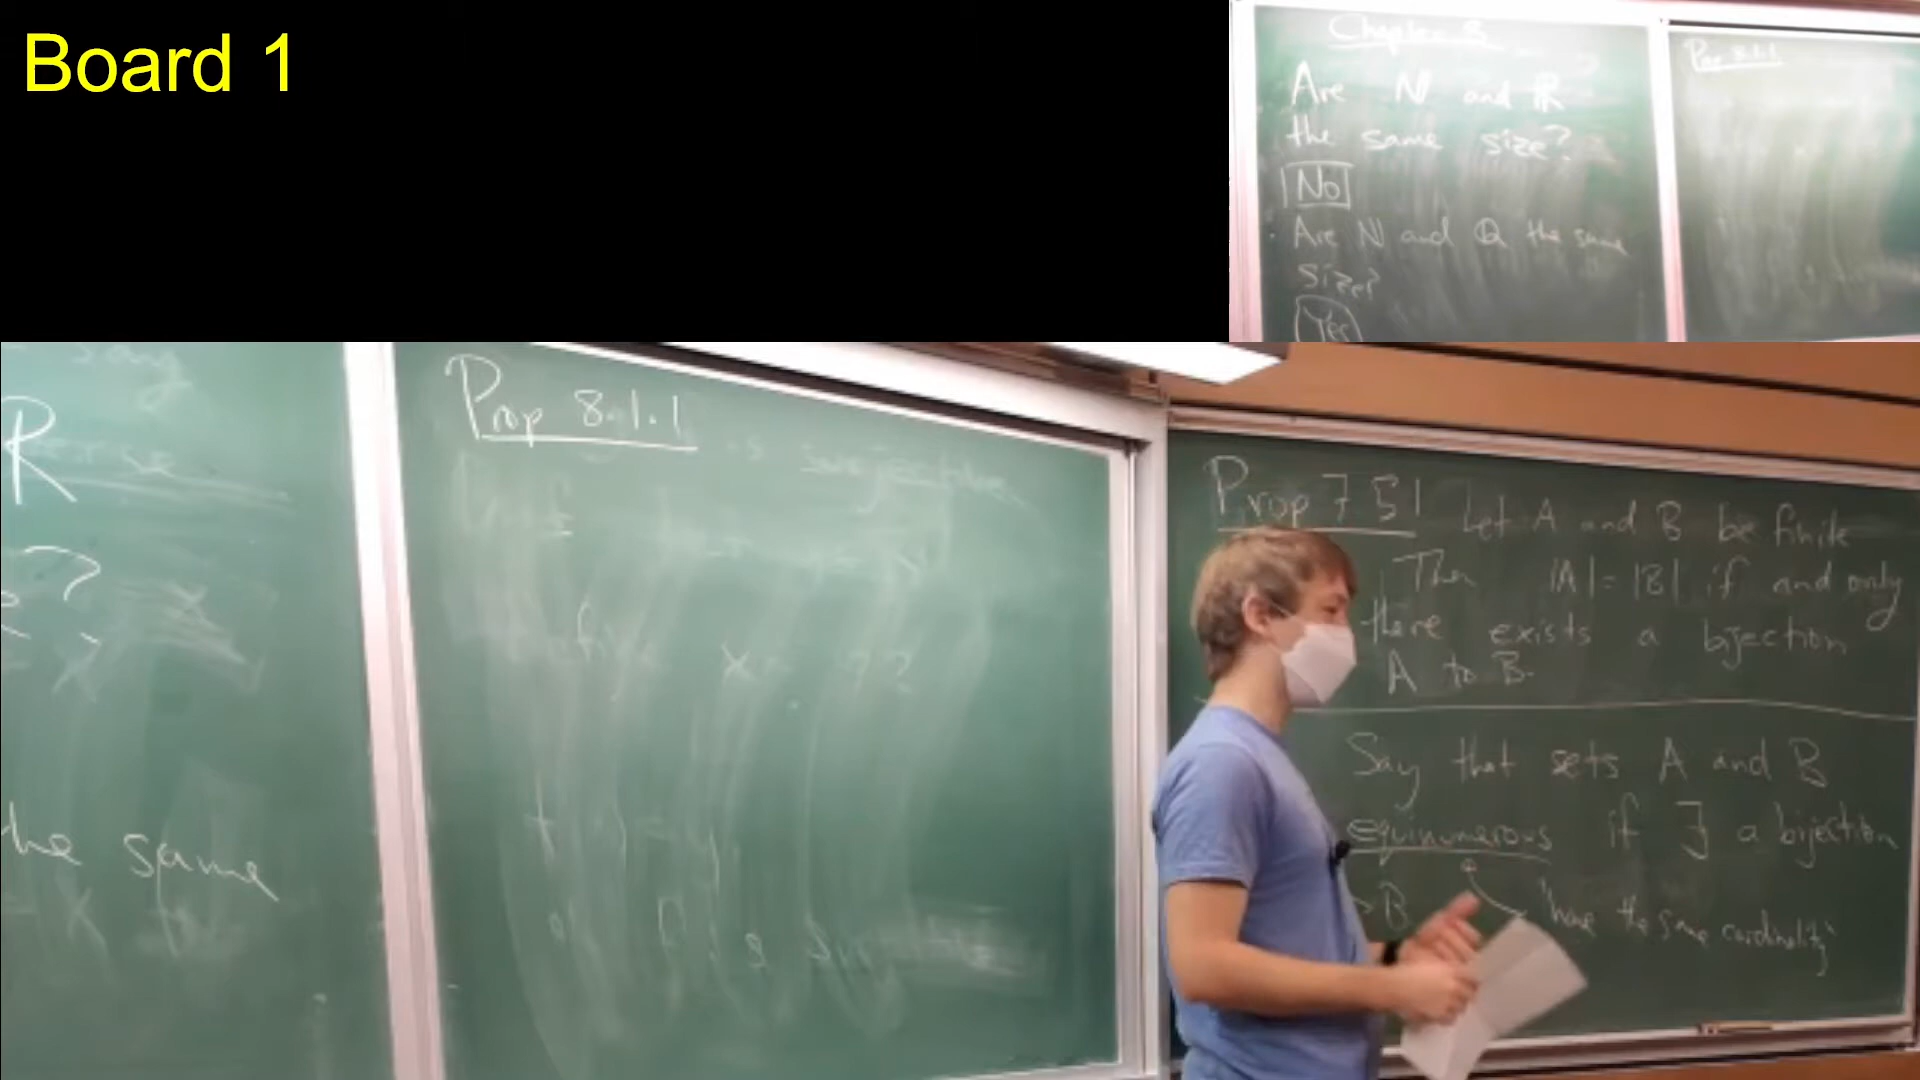 Board 1
Chapter 8
Are ℕ and ℝ
the same size?
No
Are ℕ and ℚ the same
size?
Yes
Prop 8.1.1
R
?
he same
Prop 8.1.1
Prop 7.5.1 Let A and B be finite
Then |A|=|B| if and only
there exists a bijection
A to B.
Say that sets A and B
equinumerous if ∃ a bijection
B
"have the same cardinality"